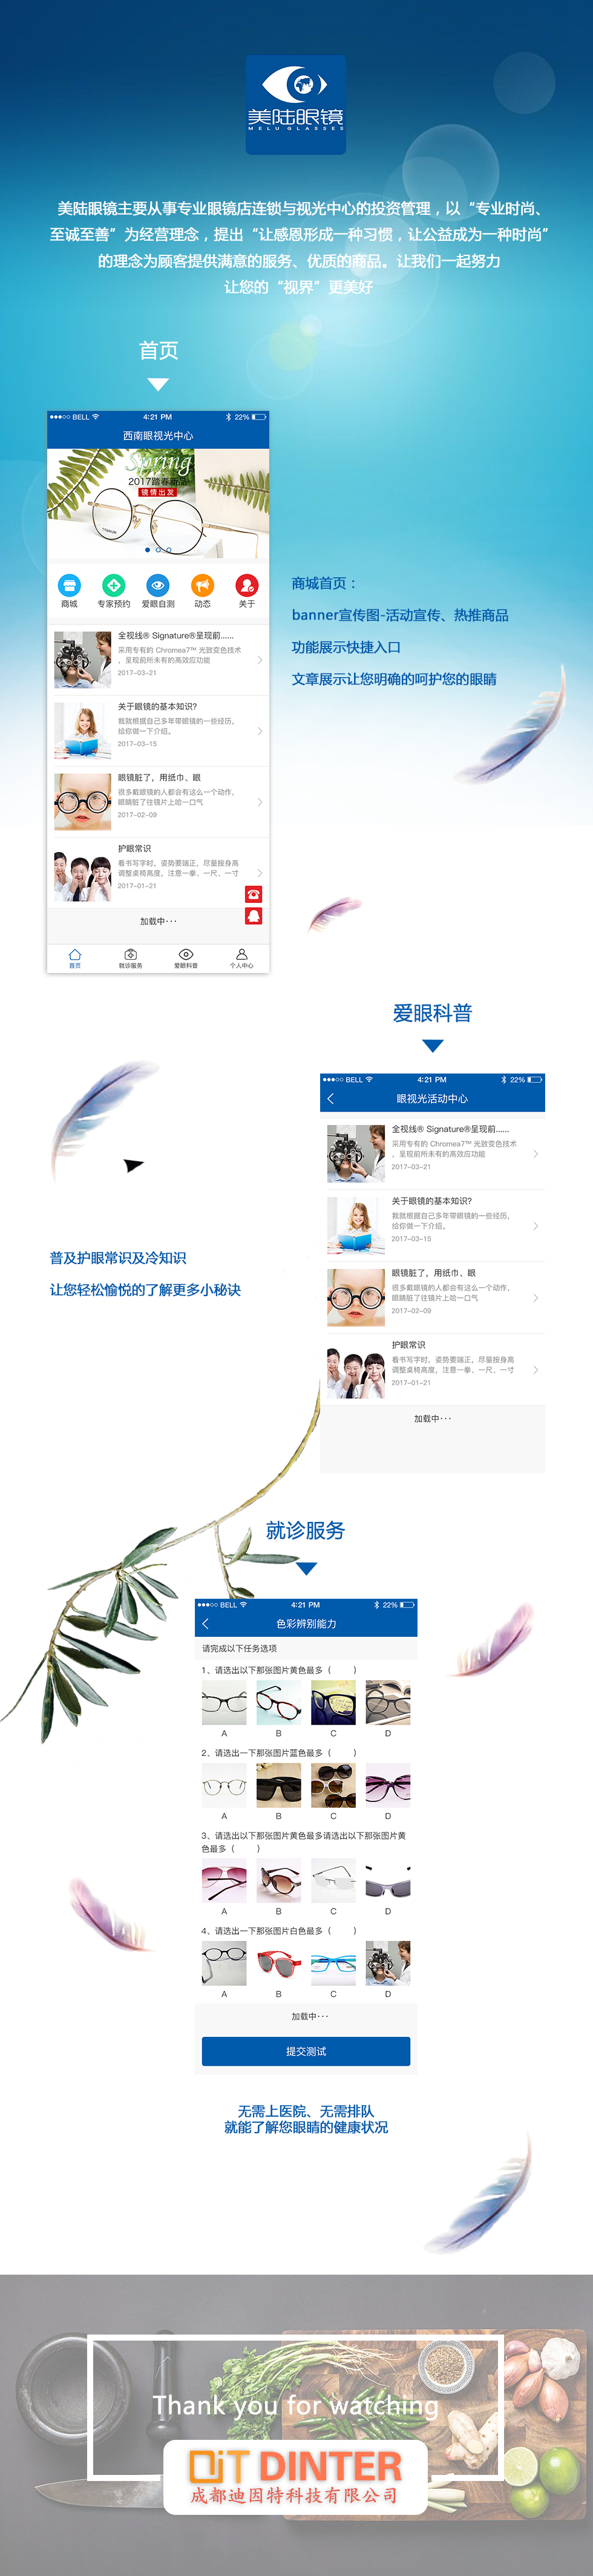 美陆眼镜
MELUGLASSES
美陆眼镜主要从事专业眼镜店连锁与视光中心的投资管理，以“专业时尚、
至诚至善”为经营理念，提出“让感恩形成一种习惯，让公益成为一种时尚”
的理念为顾客提供满意的服务、优质的商品。让我们一起努力
让您的“视界”更美好
首页
BELL 4:21 PM 22%
西南眼视光中心
Spring
2017踏春新品
镜情出发
商城 专家预约 爱眼自测 动态 关于
全视线® Signature®呈现前......
采用专有的 Chromea7™ 光致变色技术
，呈现前所未有的高效应功能
2017-03-21
关于眼镜的基本知识?
我就根据自己多年带眼镜的一些经历，
给你做一下介绍。
2017-03-15
眼镜脏了，用纸巾、眼
很多戴眼镜的人都会有这么一个动作，
眼睛脏了往镜片上哈一口气
2017-02-09
护眼常识
看书写字时，姿势要端正，尽量按身高
调整桌椅高度，注意一拳、一尺、一寸
2017-01-21
加载中···
首页 就诊服务 爱眼科普 个人中心
商城首页：
banner宣传图-活动宣传、热推商品
功能展示快捷入口
文章展示让您明确的呵护您的眼睛
爱眼科普
BELL 4:21 PM 22%
眼视光活动中心
全视线® Signature®呈现前......
采用专有的 Chromea7™ 光致变色技术
，呈现前所未有的高效应功能
2017-03-21
关于眼镜的基本知识?
我就根据自己多年带眼镜的一些经历，
给你做一下介绍。
2017-03-15
眼镜脏了，用纸巾、眼
很多戴眼镜的人都会有这么一个动作，
眼睛脏了往镜片上哈一口气
2017-02-09
护眼常识
看书写字时，姿势要端正，尽量按身高
调整桌椅高度，注意一拳、一尺、一寸
2017-01-21
加载中···
普及护眼常识及冷知识
让您轻松愉悦的了解更多小秘诀
就诊服务
BELL 4:21 PM 22%
色彩辨别能力
请完成以下任务选项
1、请选出以下那张图片黄色最多（ ）
A B C D
2、请选出一下那张图片蓝色最多（ ）
A B C D
3、请选出以下那张图片黄色最多请选出以下那张图片黄
色最多（ ）
A B C D
4、请选出一下那张图片白色最多（ ）
A B C D
加载中···
提交测试
无需上医院、无需排队
就能了解您眼睛的健康状况
Thank you for watching
DIT DINTER
成都迪因特科技有限公司